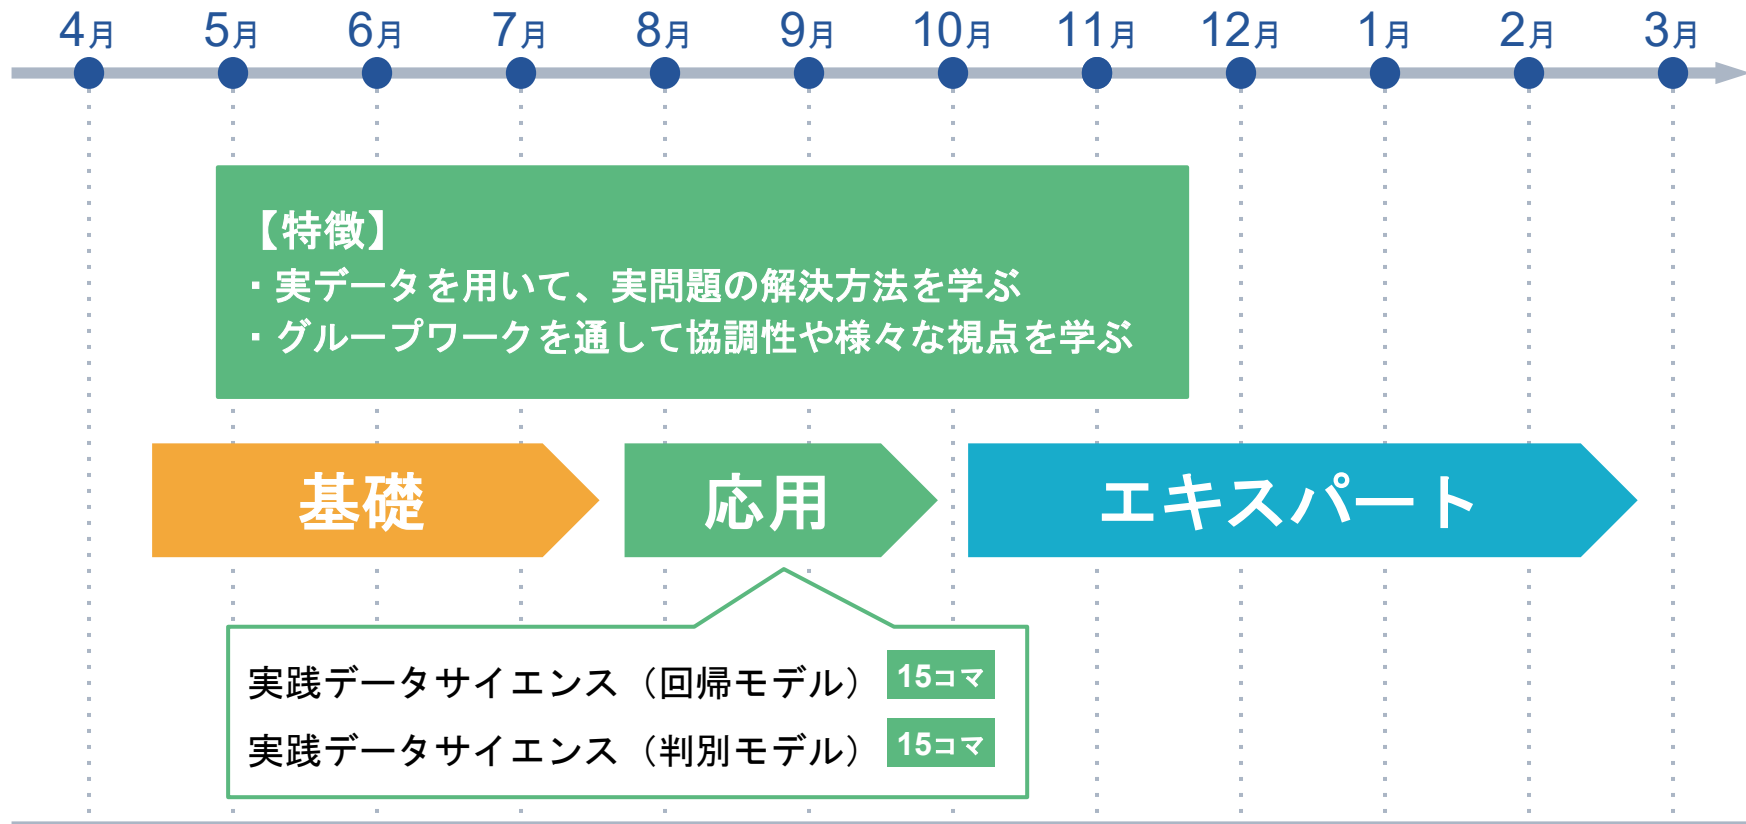 4月 5月 6月 7月 8月 9月 10月 11月 12月 1月 2月 3月
【特徴】
・実データを用いて、実問題の解決方法を学ぶ
・グループワークを通して協調性や様々な視点を学ぶ
基礎 応用 エキスパート
実践データサイエンス（回帰モデル） 15コマ
実践データサイエンス（判別モデル） 15コマ